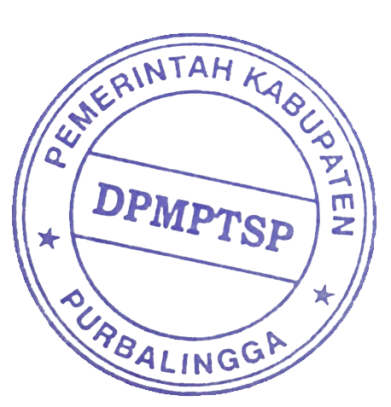 PEMERINTAH KABUPATEN
DPMPTSP
PURBALINGGA